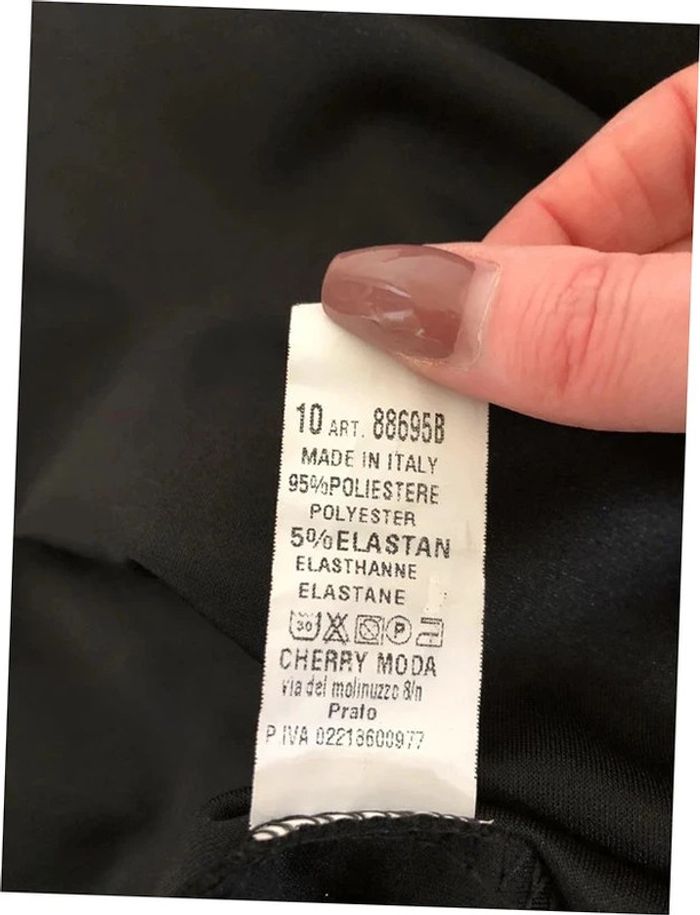 10 ART. 88695B
MADE IN ITALY
95%POLIESTERE
POLYESTER
5%ELASTAN
ELASTHANNE
ELASTANE
30 P
CHERRY MODA
via del molinuzzo 8/n
Prato
P.IVA 02213600977